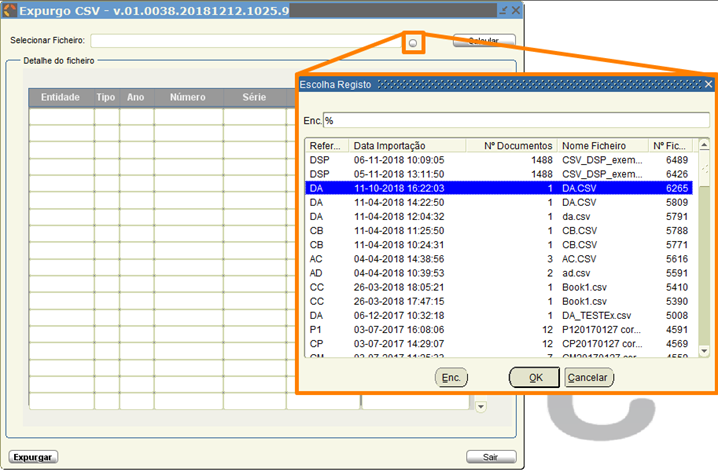 Expurgo CSV - v.01.0038.20181212.1025.9
Selecionar Ficheiro:
Calcular
Detalhe do ficheiro
Entidade Tipo Ano Número Série
Escolha Registo
Enc. %
Refer... Data Importação Nº Documentos Nome Ficheiro Nº Fic...
DSP 06-11-2018 10:09:05 1488 CSV_DSP_exem... 6489
DSP 05-11-2018 13:11:50 1488 CSV_DSP_exem... 6426
DA 11-10-2018 16:22:03 1 DA.CSV 6265
DA 11-04-2018 14:22:50 1 DA.CSV 5809
DA 11-04-2018 12:04:32 1 da.csv 5791
CB 11-04-2018 11:25:50 1 CB.CSV 5788
CB 11-04-2018 10:24:31 1 CB.CSV 5771
AC 04-04-2018 14:38:56 3 AC.CSV 5616
AD 04-04-2018 10:39:53 2 ad.csv 5591
CC 26-03-2018 18:05:21 1 Book1.csv 5410
CC 26-03-2018 17:47:15 1 Book1.csv 5390
DA 06-12-2017 10:32:18 1 DA_TESTEx.csv 5008
P1 03-07-2017 16:08:06 12 P120170127 cor... 4591
CP 03-07-2017 14:29:07 12 CP20170127 cor... 4569
Enc. OK Cancelar
C
Expurgar Sair